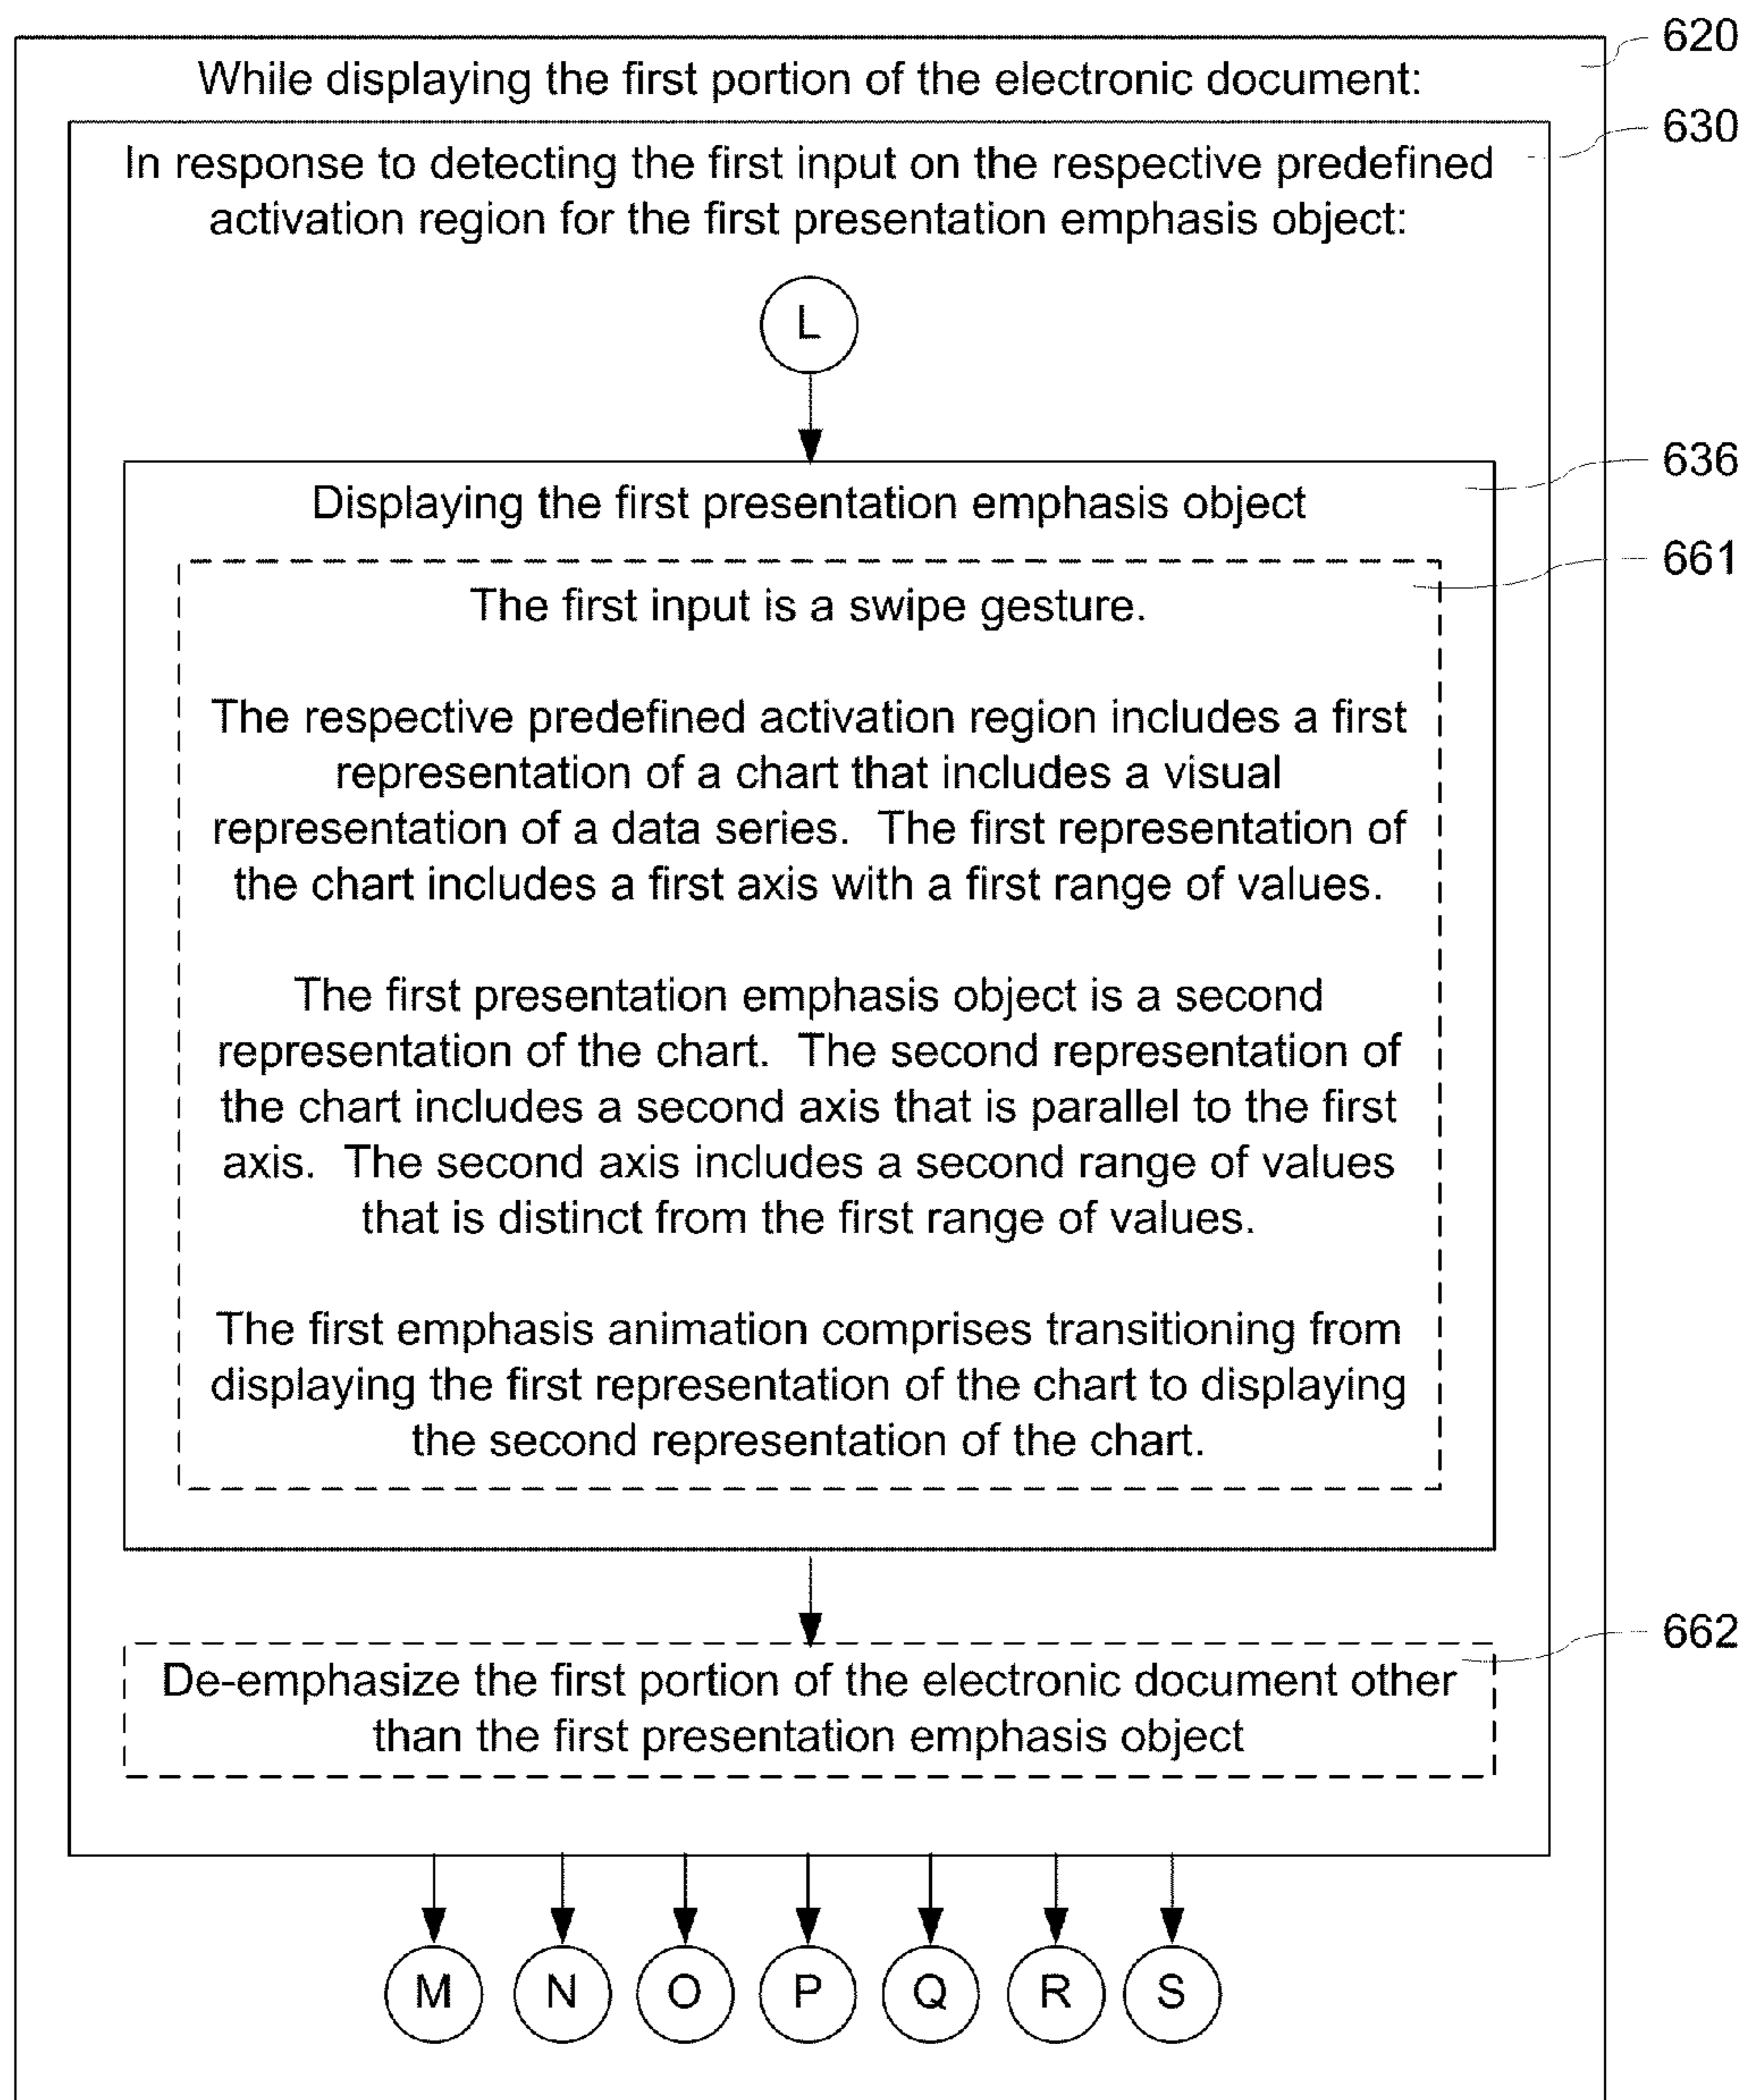 620
While displaying the first portion of the electronic document:
630
In response to detecting the first input on the respective predefined
activation region for the first presentation emphasis object:
L
636
Displaying the first presentation emphasis object
661
The first input is a swipe gesture.
The respective predefined activation region includes a first
representation of a chart that includes a visual
representation of a data series. The first representation of
the chart includes a first axis with a first range of values.
The first presentation emphasis object is a second
representation of the chart. The second representation of
the chart includes a second axis that is parallel to the first
axis. The second axis includes a second range of values
that is distinct from the first range of values.
The first emphasis animation comprises transitioning from
displaying the first representation of the chart to displaying
the second representation of the chart.
662
De-emphasize the first portion of the electronic document other
than the first presentation emphasis object
M N O P Q R S